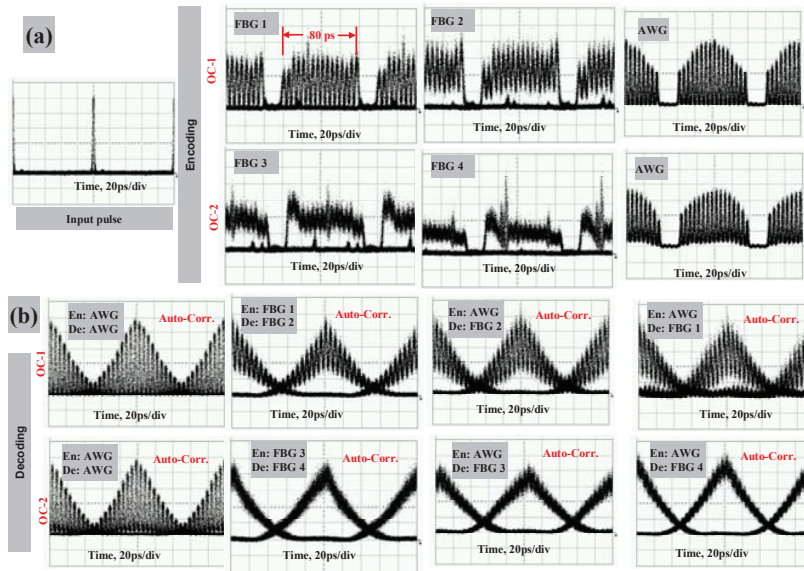 (a)
Time, 20ps/div
Input pulse
Encoding
OC-1
FBG 1
80 ps
Time, 20ps/div
FBG 2
Time, 20ps/div
AWG
Time, 20ps/div
OC-2
FBG 3
Time, 20ps/div
FBG 4
Time, 20ps/div
AWG
Time, 20ps/div
(b)
Decoding
OC-1
En: AWG
De: AWG
Auto-Corr.
Time, 20ps/div
En: FBG 1
De: FBG 2
Auto-Corr.
Time, 20ps/div
En: AWG
De: FBG 2
Auto-Corr.
Time, 20ps/div
En: AWG
De: FBG 1
Auto-Corr.
Time, 20ps/div
OC-2
En: AWG
De: AWG
Auto-Corr.
Time, 20ps/div
En: FBG 3
De: FBG 4
Auto-Corr.
Time, 20ps/div
En: AWG
De: FBG 3
Auto-Corr.
Time, 20ps/div
En: AWG
De: FBG 4
Auto-Corr.
Time, 20ps/div